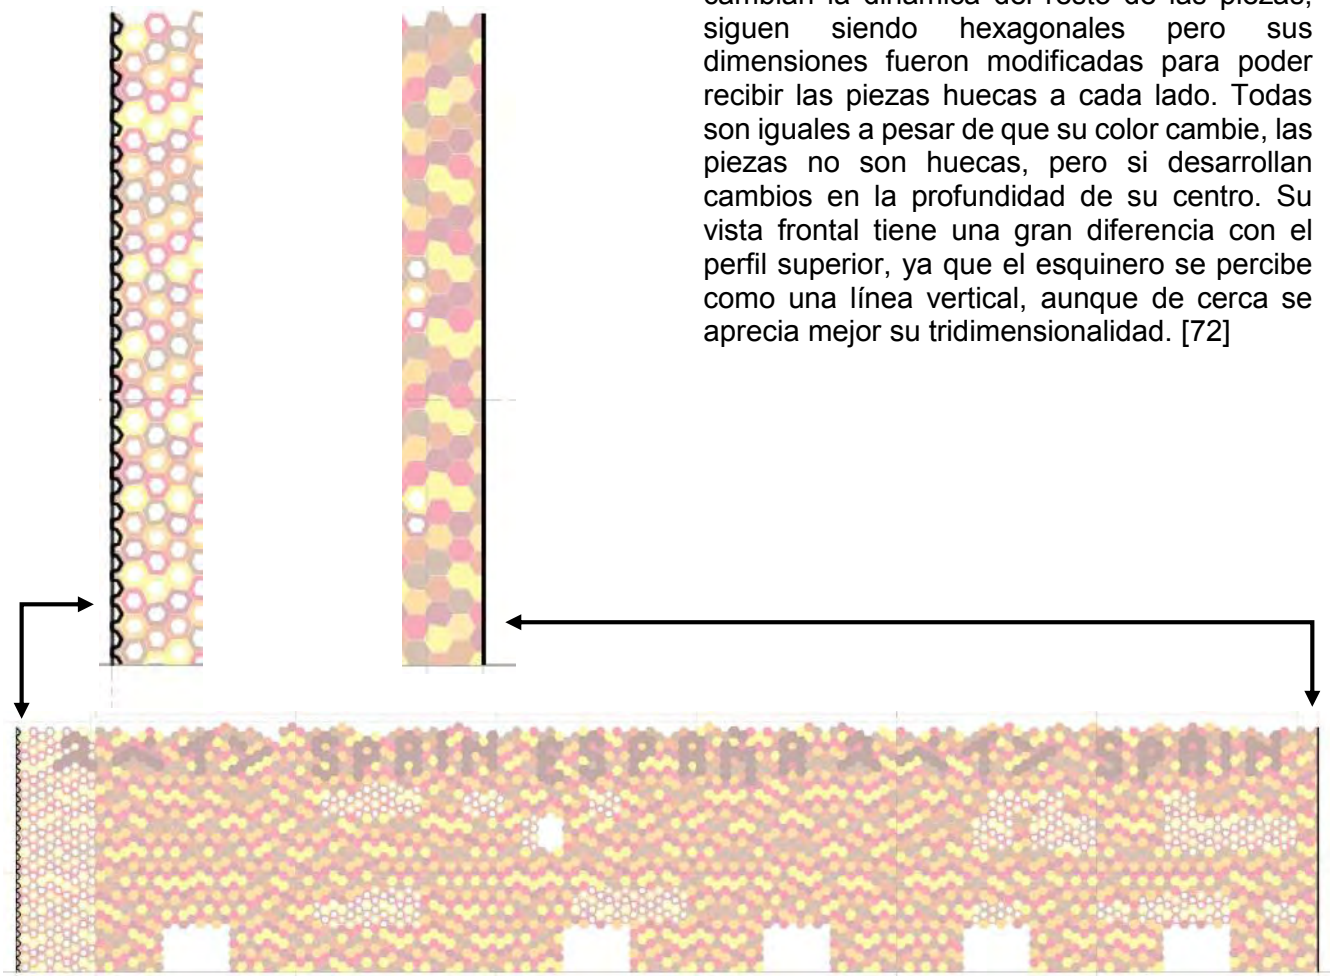 cambian la dinámica del resto de las piezas,
siguen siendo hexagonales pero sus
dimensiones fueron modificadas para poder
recibir las piezas huecas a cada lado. Todas
son iguales a pesar de que su color cambie, las
piezas no son huecas, pero si desarrollan
cambios en la profundidad de su centro. Su
vista frontal tiene una gran diferencia con el
perfil superior, ya que el esquinero se percibe
como una línea vertical, aunque de cerca se
aprecia mejor su tridimensionalidad. [72]
SPAIN ESPAÑA SPAIN